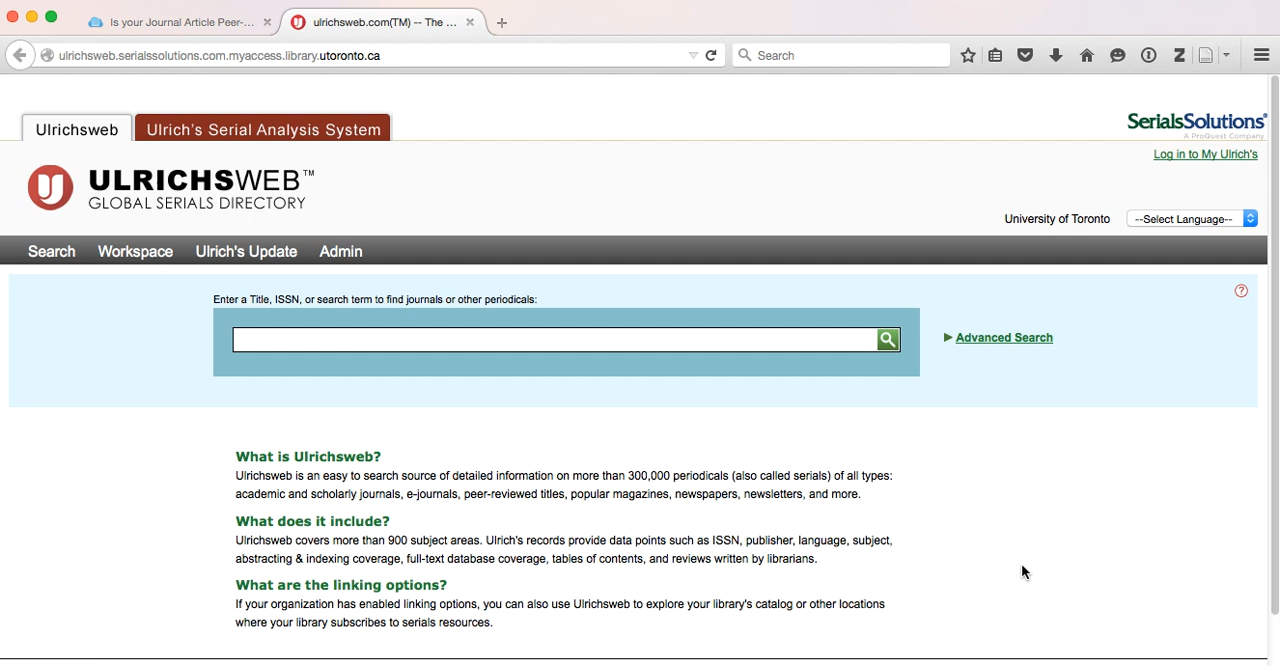 Is your Journal Article Peer-...
ulrichsweb.com(TM) -- The ...
ulrichsweb.serialssolutions.com.myaccess.library.utoronto.ca
Search
Ulrichsweb
Ulrich's Serial Analysis System
SerialsSolutions®
A ProQuest Company
Log in to My Ulrich's
ULRICHSWEB™
GLOBAL SERIALS DIRECTORY
University of Toronto
--Select Language--
Search Workspace Ulrich's Update Admin
Enter a Title, ISSN, or search term to find journals or other periodicals:
Advanced Search
What is Ulrichsweb?
Ulrichsweb is an easy to search source of detailed information on more than 300,000 periodicals (also called serials) of all types:
academic and scholarly journals, e-journals, peer-reviewed titles, popular magazines, newspapers, newsletters, and more.
What does it include?
Ulrichsweb covers more than 900 subject areas. Ulrich's records provide data points such as ISSN, publisher, language, subject,
abstracting & indexing coverage, full-text database coverage, tables of contents, and reviews written by librarians.
What are the linking options?
If your organization has enabled linking options, you can also use Ulrichsweb to explore your library's catalog or other locations
where your library subscribes to serials resources.